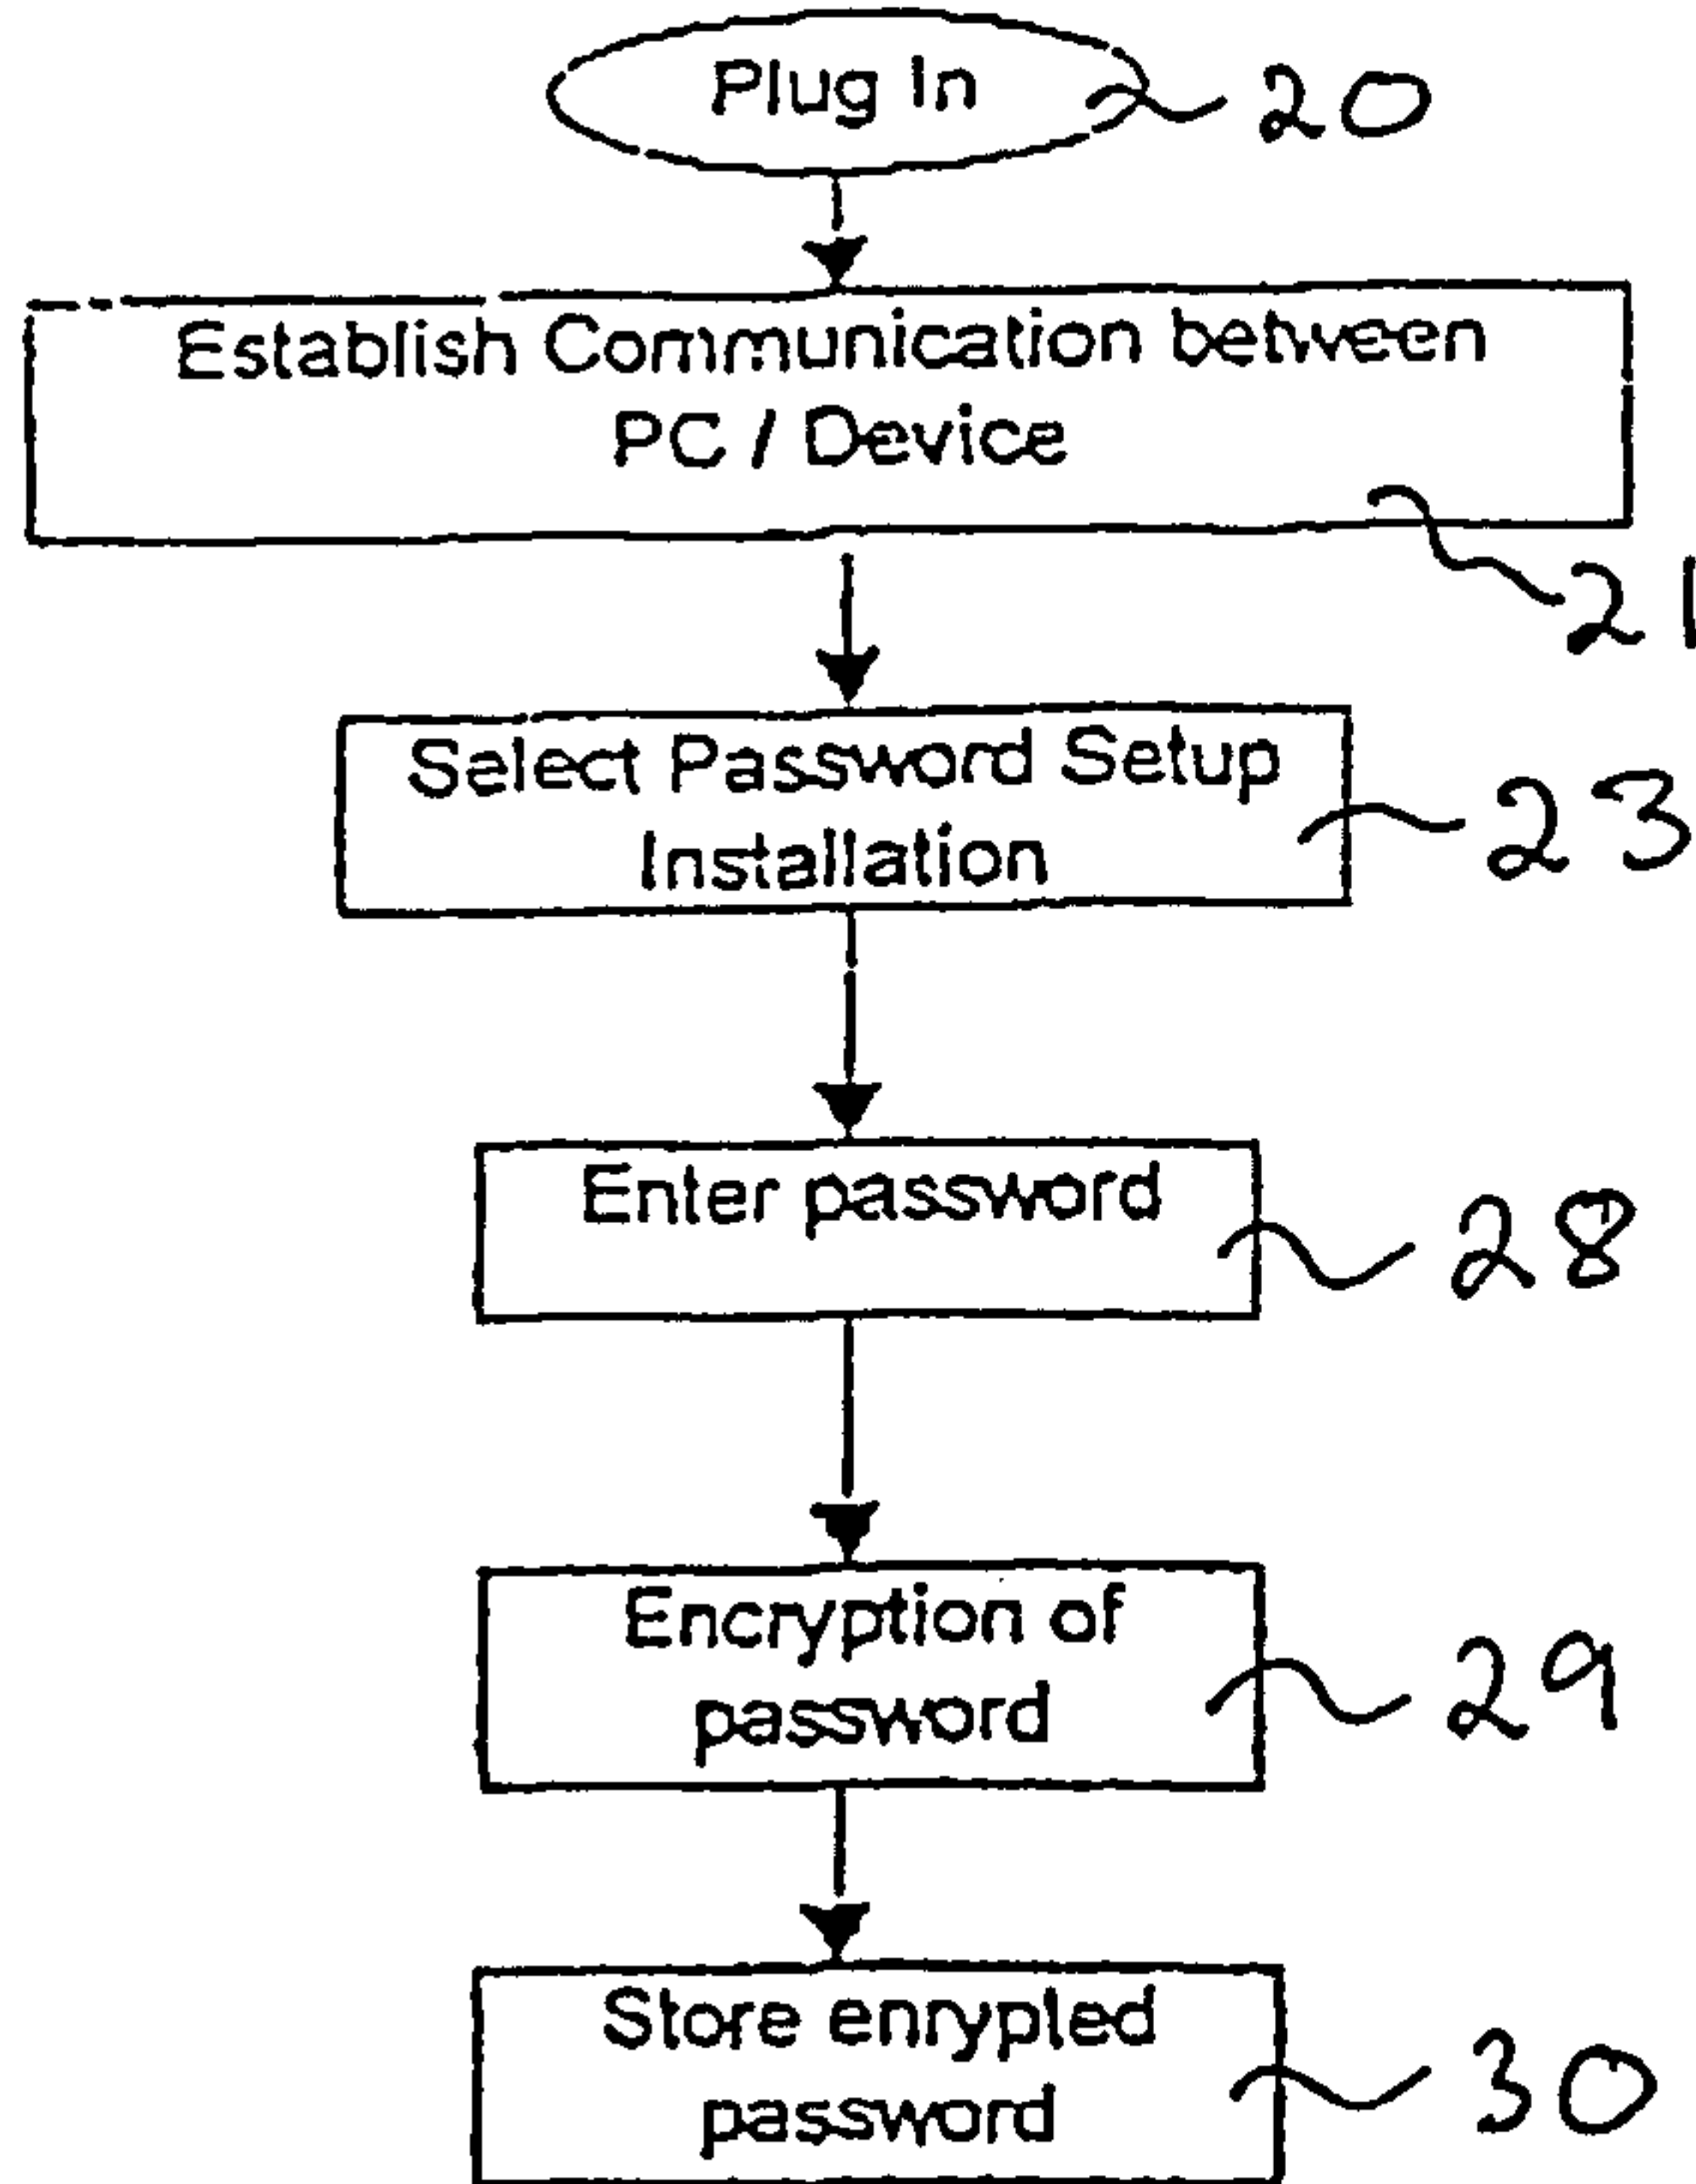 Plug In
20
Establish Communication between
PC / Device
21
Select Password Setup
Installation
23
Enter password
28
Encryption of
password
29
Store enrypled
password
30